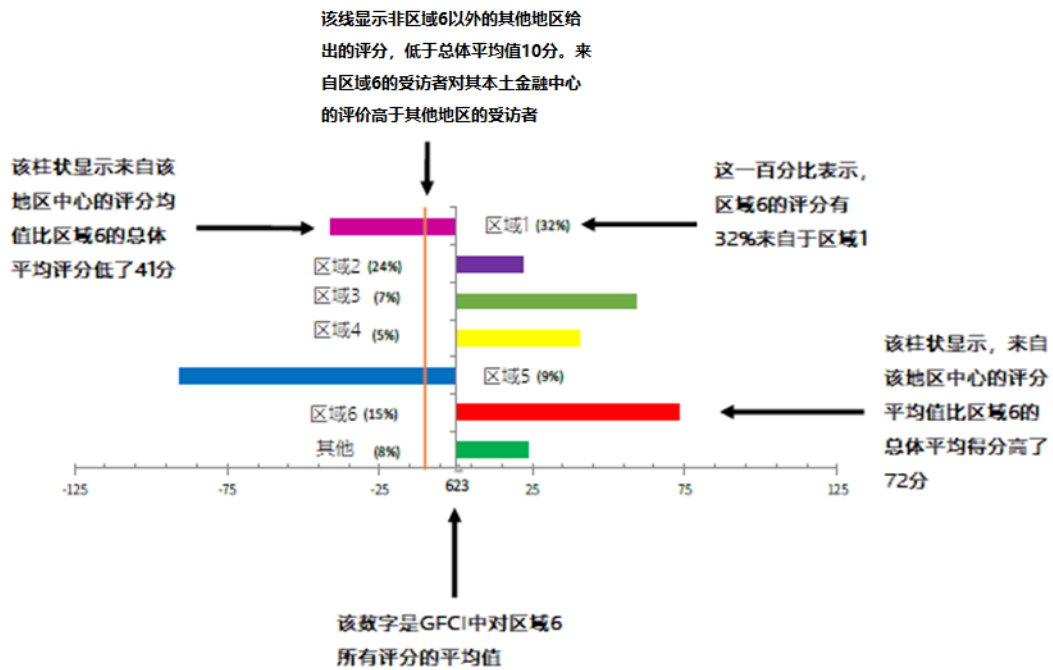 该线显示非区域6以外的其他地区给
出的评分，低于总体平均值10分。来
自区域6的受访者对其本土金融中心
的评价高于其他地区的受访者
该柱状显示来自该
地区中心的评分均
值比区域6的总体
平均评分低了41分
这一百分比表示，
区域6的评分有
32%来自于区域1
区域1 (32%)
区域2 (24%)
区域3 (7%)
区域4 (5%)
区域5 (9%)
区域6 (15%)
其他 (8%)
该柱状显示，来自
该地区中心的评分
平均值比区域6的
总体平均得分高了
72分
-125 -75 -25 623 25 75 125
该数字是GFCI中对区域6
所有评分的平均值